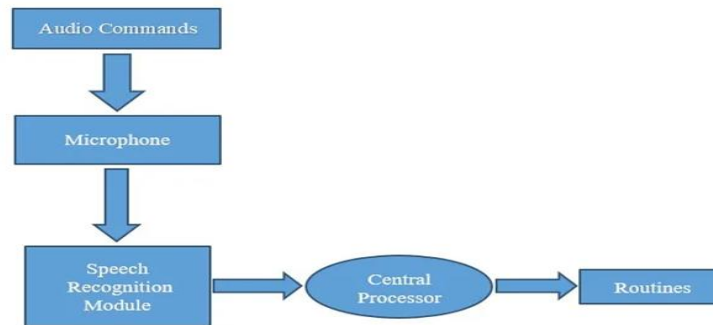 Audio Commands
Microphone
Speech
Recognition
Module
Central
Processor
Routines